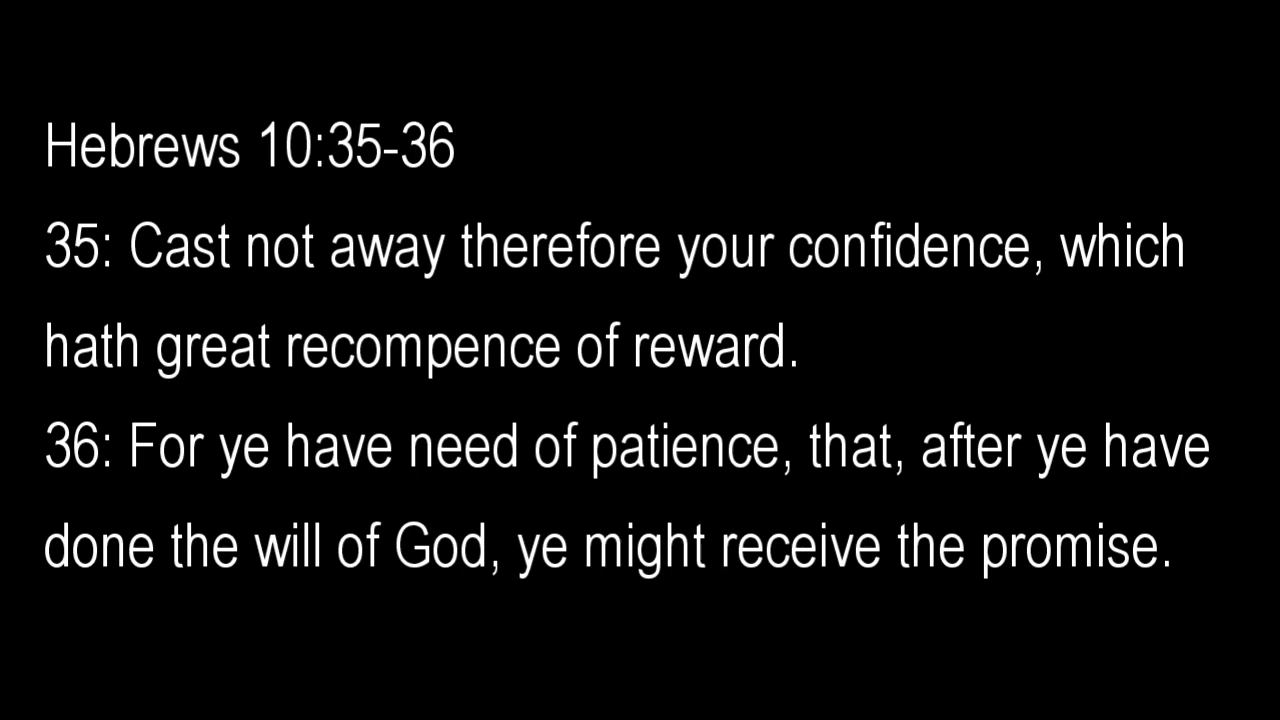 Hebrews 10:35-36
35: Cast not away therefore your confidence, which
hath great recompence of reward.
36: For ye have need of patience, that, after ye have
done the will of God, ye might receive the promise.